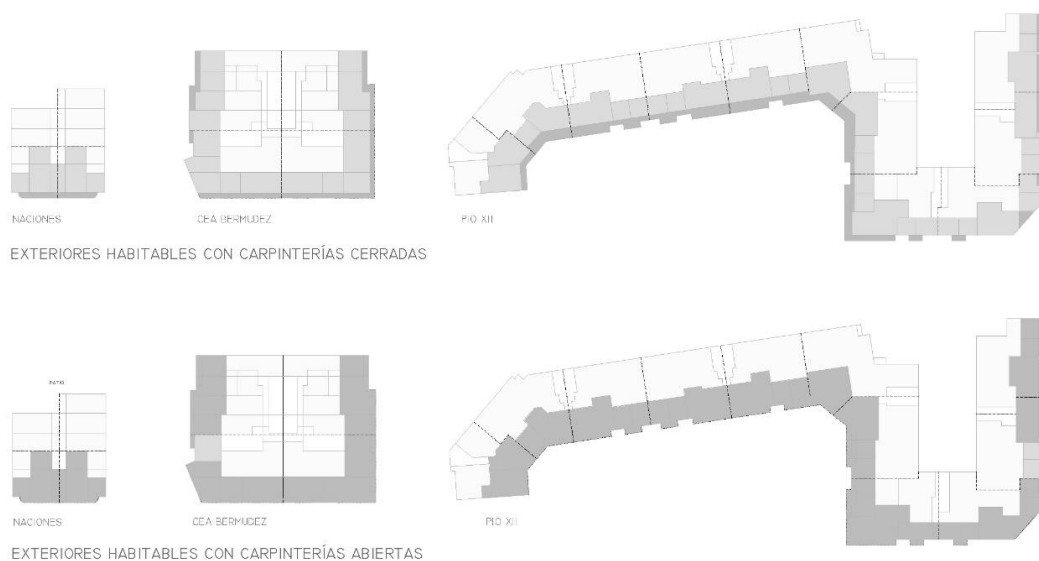 NACIONES
CEA BERMUDEZ
PIO XII
EXTERIORES HABITABLES CON CARPINTERÍAS CERRADAS
PATIO
NACIONES
CEA BERMUDEZ
PIO XII
EXTERIORES HABITABLES CON CARPINTERÍAS ABIERTAS